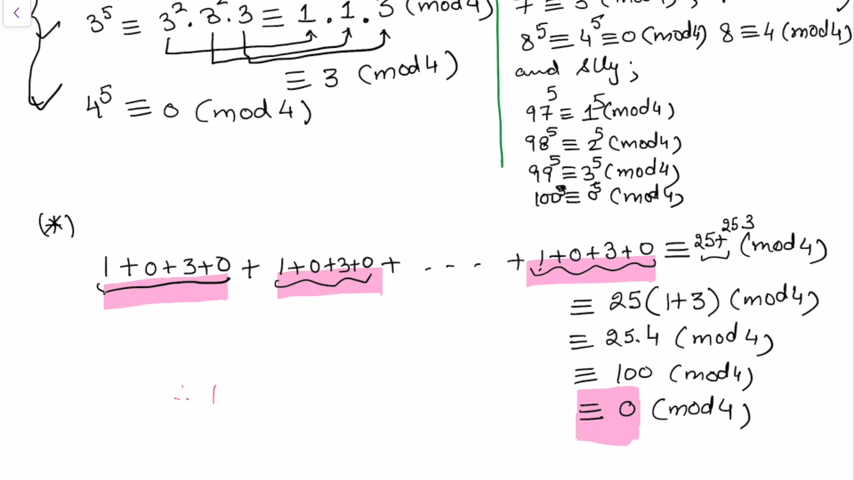 3⁵ ≡ 3².3².3 ≡ 1.1.3 (mod4)
≡ 3 (mod4)
4⁵ ≡ 0 (mod4)
8⁵ ≡ 4⁵ ≡ 0 (mod4) 8 ≡ 4 (mod4)
and Slly;
97⁵ ≡ 1⁵ (mod4)
98⁵ ≡ 2⁵ (mod4)
99⁵ ≡ 3⁵ (mod4)
100⁵ ≡ 0⁵ (mod4)
(*)
1+0+3+0 + 1+0+3+0 + .... + 1+0+3+0 ≡ 25+25.3 (mod4)
≡ 25(1+3) (mod4)
≡ 25.4 (mod4)
≡ 100 (mod4)
≡ 0 (mod4)
∴ 1